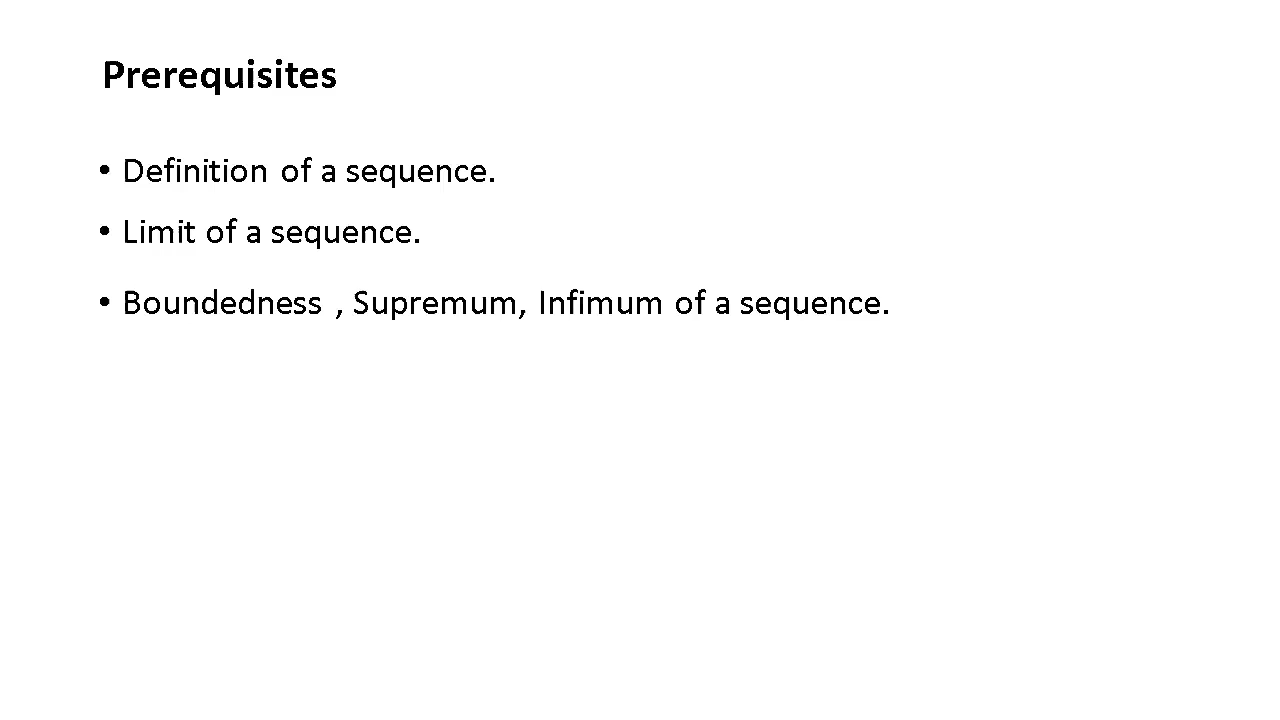 Prerequisites
• Definition of a sequence.
• Limit of a sequence.
• Boundedness , Supremum, Infimum of a sequence.